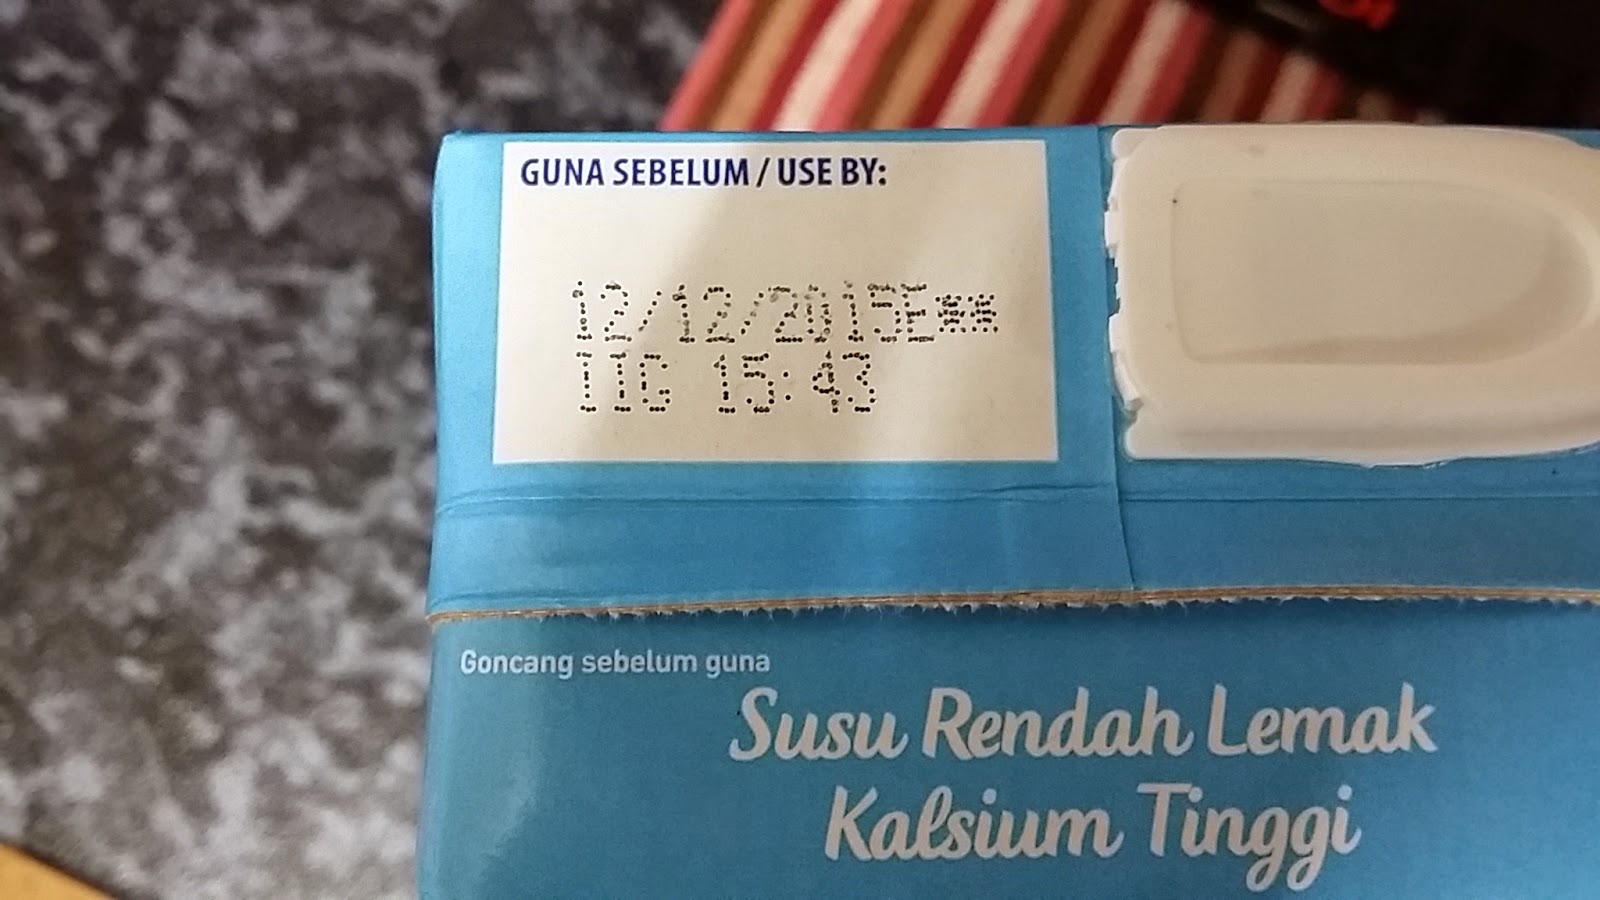 GUNA SEBELUM / USE BY:
12/12/2015E
IIG 15:43
Goncang sebelum guna
Susu Rendah Lemak
Kalsium Tinggi